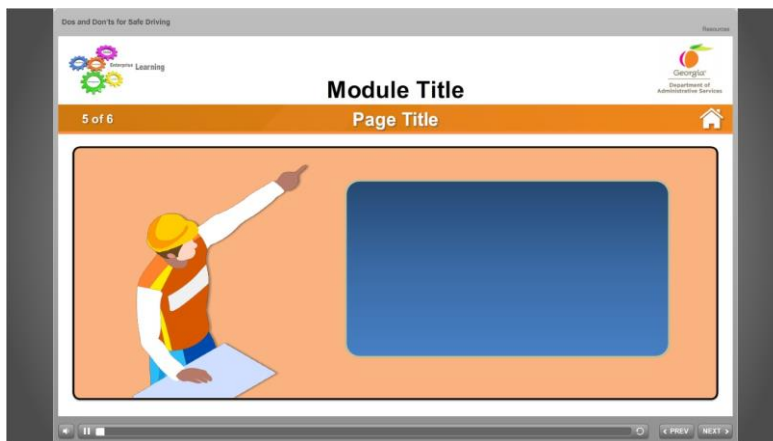 Dos and Don'ts for Safe Driving
Resources
Enterprise Learning
Module Title
Georgia
Department of
Administrative Services
5 of 6
Page Title
PREV
NEXT